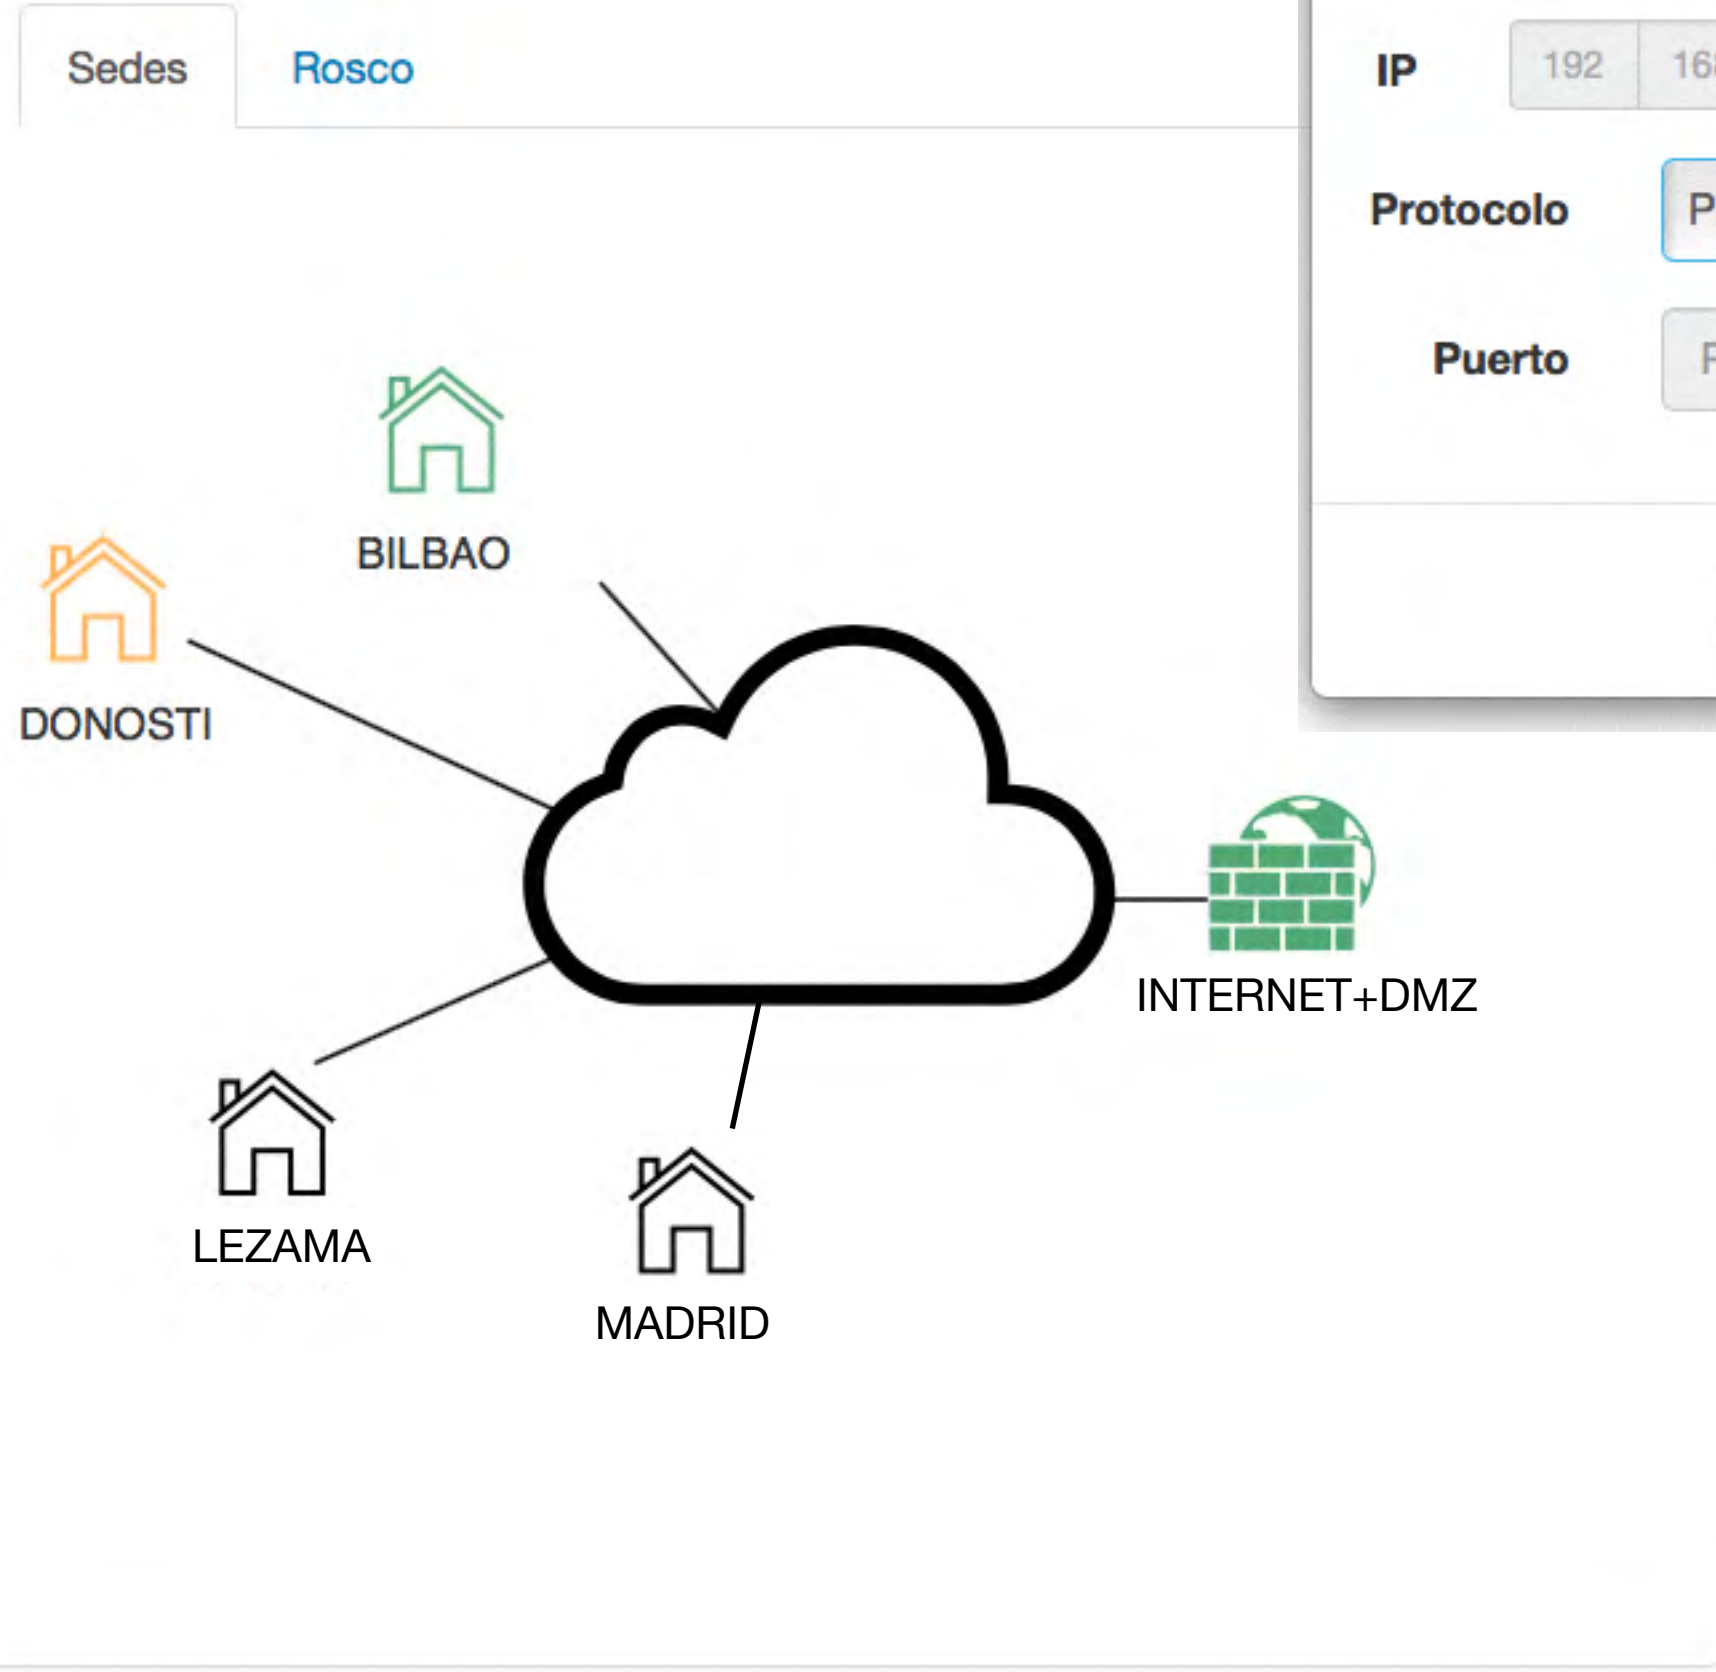 Sedes
Rosco
IP
192
Protocolo
Puerto
BILBAO
DONOSTI
INTERNET+DMZ
LEZAMA
MADRID